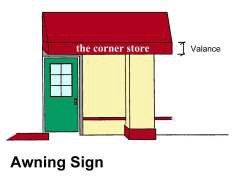 the corner store
Valance
Awning Sign